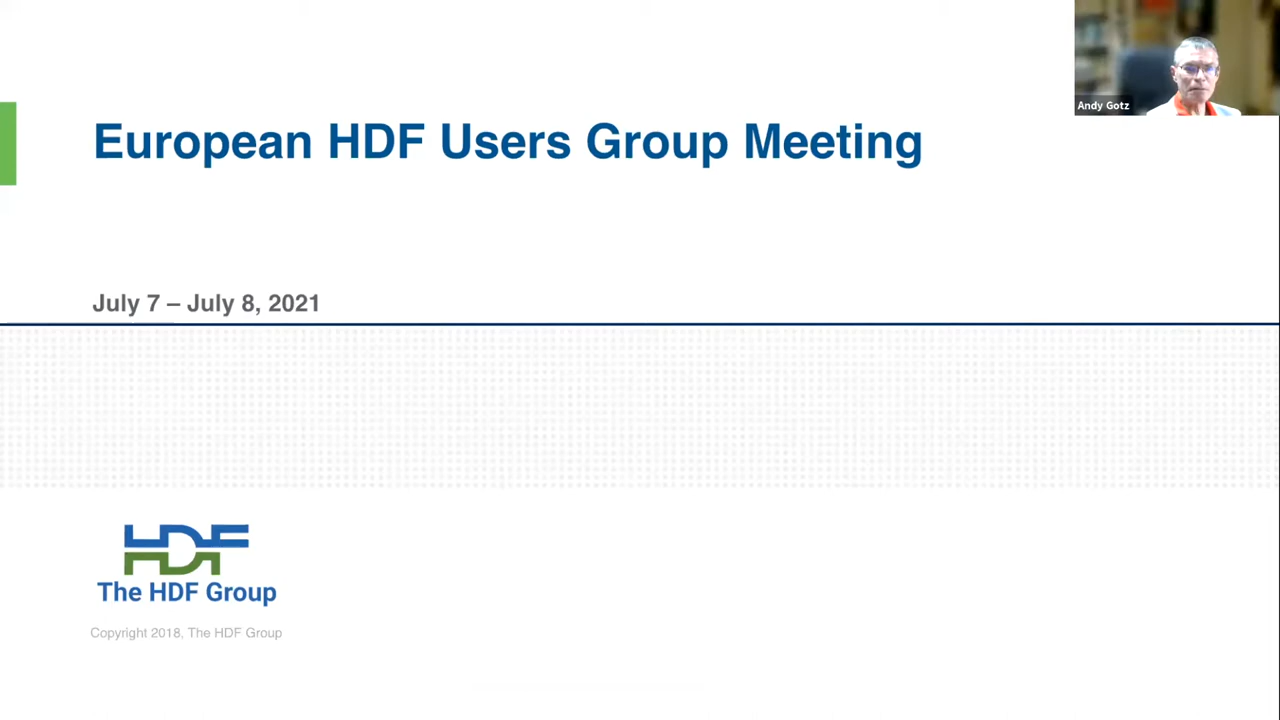 Andy Gotz
European HDF Users Group Meeting
July 7 – July 8, 2021
HDF
The HDF Group
Copyright 2018, The HDF Group